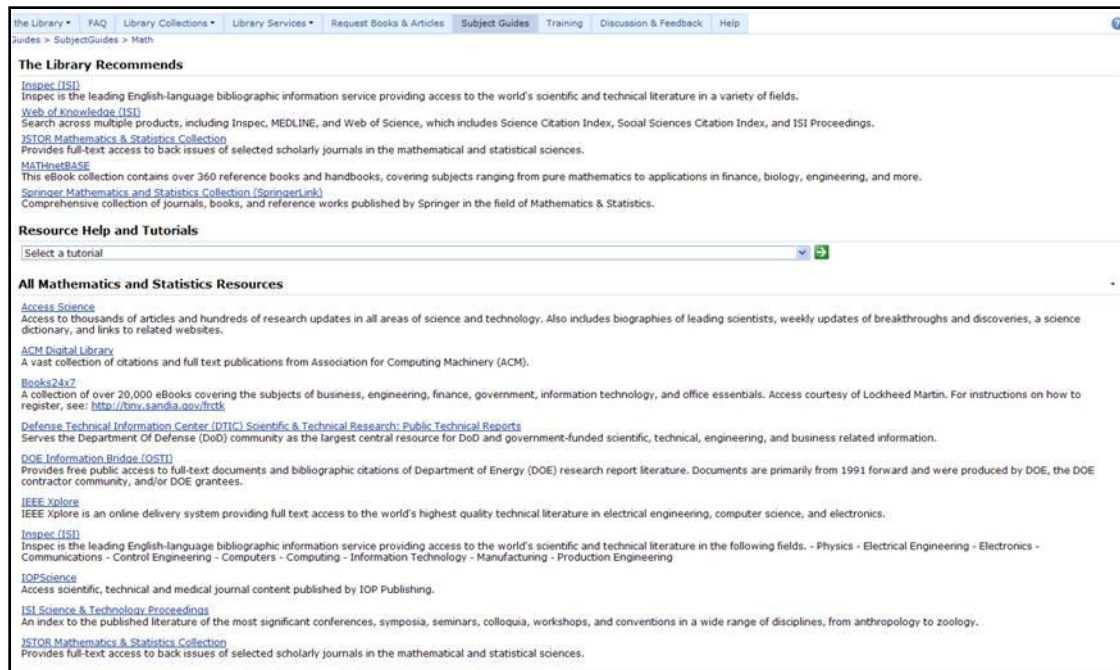 the Library ▾ FAQ Library Collections ▾ Library Services ▾ Request Books & Articles Subject Guides Training Discussion & Feedback Help
Guides > SubjectGuides > Math
The Library Recommends
Inspec (ISI)
Inspec is the leading English-language bibliographic information service providing access to the world's scientific and technical literature in a variety of fields.
Web of Knowledge (ISI)
Search across multiple products, including Inspec, MEDLINE, and Web of Science, which includes Science Citation Index, Social Sciences Citation Index, and ISI Proceedings.
JSTOR Mathematics & Statistics Collection
Provides full-text access to back issues of selected scholarly journals in the mathematical and statistical sciences.
MATHnetBASE
This eBook collection contains over 360 reference books and handbooks, covering subjects ranging from pure mathematics to applications in finance, biology, engineering, and more.
Springer Mathematics and Statistics Collection (SpringerLink)
Comprehensive collection of journals, books, and reference works published by Springer in the field of Mathematics & Statistics.
Resource Help and Tutorials
Select a tutorial
All Mathematics and Statistics Resources
Access Science
Access to thousands of articles and hundreds of research updates in all areas of science and technology. Also includes biographies of leading scientists, weekly updates of breakthroughs and discoveries, a science
dictionary, and links to related websites.
ACM Digital Library
A vast collection of citations and full text publications from Association for Computing Machinery (ACM).
Books24x7
A collection of over 20,000 eBooks covering the subjects of business, engineering, finance, government, information technology, and office essentials. Access courtesy of Lockheed Martin. For instructions on how to
register, see: http://tiny.sandia.gov/frctk
Defense Technical Information Center (DTIC) Scientific & Technical Research: Public Technical Reports
Serves the Department Of Defense (DoD) community as the largest central resource for DoD and government-funded scientific, technical, engineering, and business related information.
DOE Information Bridge (OSTI)
Provides free public access to full-text documents and bibliographic citations of Department of Energy (DOE) research report literature. Documents are primarily from 1991 forward and were produced by DOE, the DOE
contractor community, and/or DOE grantees.
IEEE Xplore
IEEE Xplore is an online delivery system providing full text access to the world's highest quality technical literature in electrical engineering, computer science, and electronics.
Inspec (ISI)
Inspec is the leading English-language bibliographic information service providing access to the world's scientific and technical literature in the following fields. - Physics - Electrical Engineering - Electronics -
Communications - Control Engineering - Computers - Computing - Information Technology - Manufacturing - Production Engineering
IOPScience
Access scientific, technical and medical journal content published by IOP Publishing.
ISI Science & Technology Proceedings
An index to the published literature of the most significant conferences, symposia, seminars, colloquia, workshops, and conventions in a wide range of disciplines, from anthropology to zoology.
JSTOR Mathematics & Statistics Collection
Provides full-text access to back issues of selected scholarly journals in the mathematical and statistical sciences.